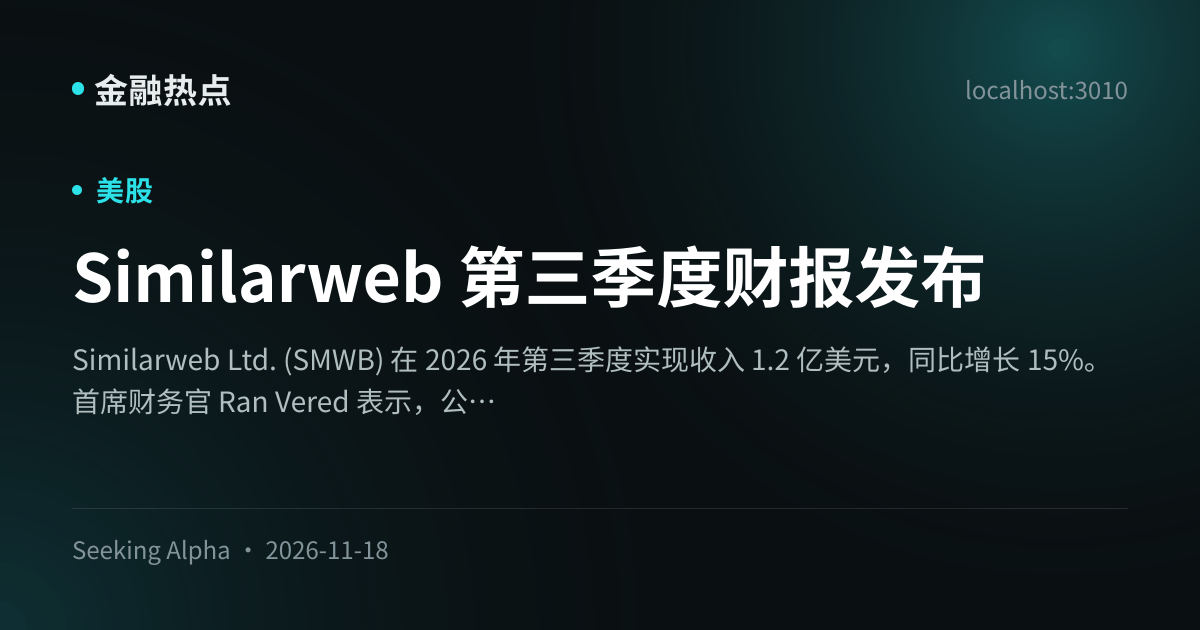 金融热点
localhost:3010
美股
Similarweb 第三季度财报发布
Similarweb Ltd. (SMWB) 在 2026 年第三季度实现收入 1.2 亿美元，同比增长 15%。
首席财务官 Ran Vered 表示，公…
Seeking Alpha · 2026-11-18